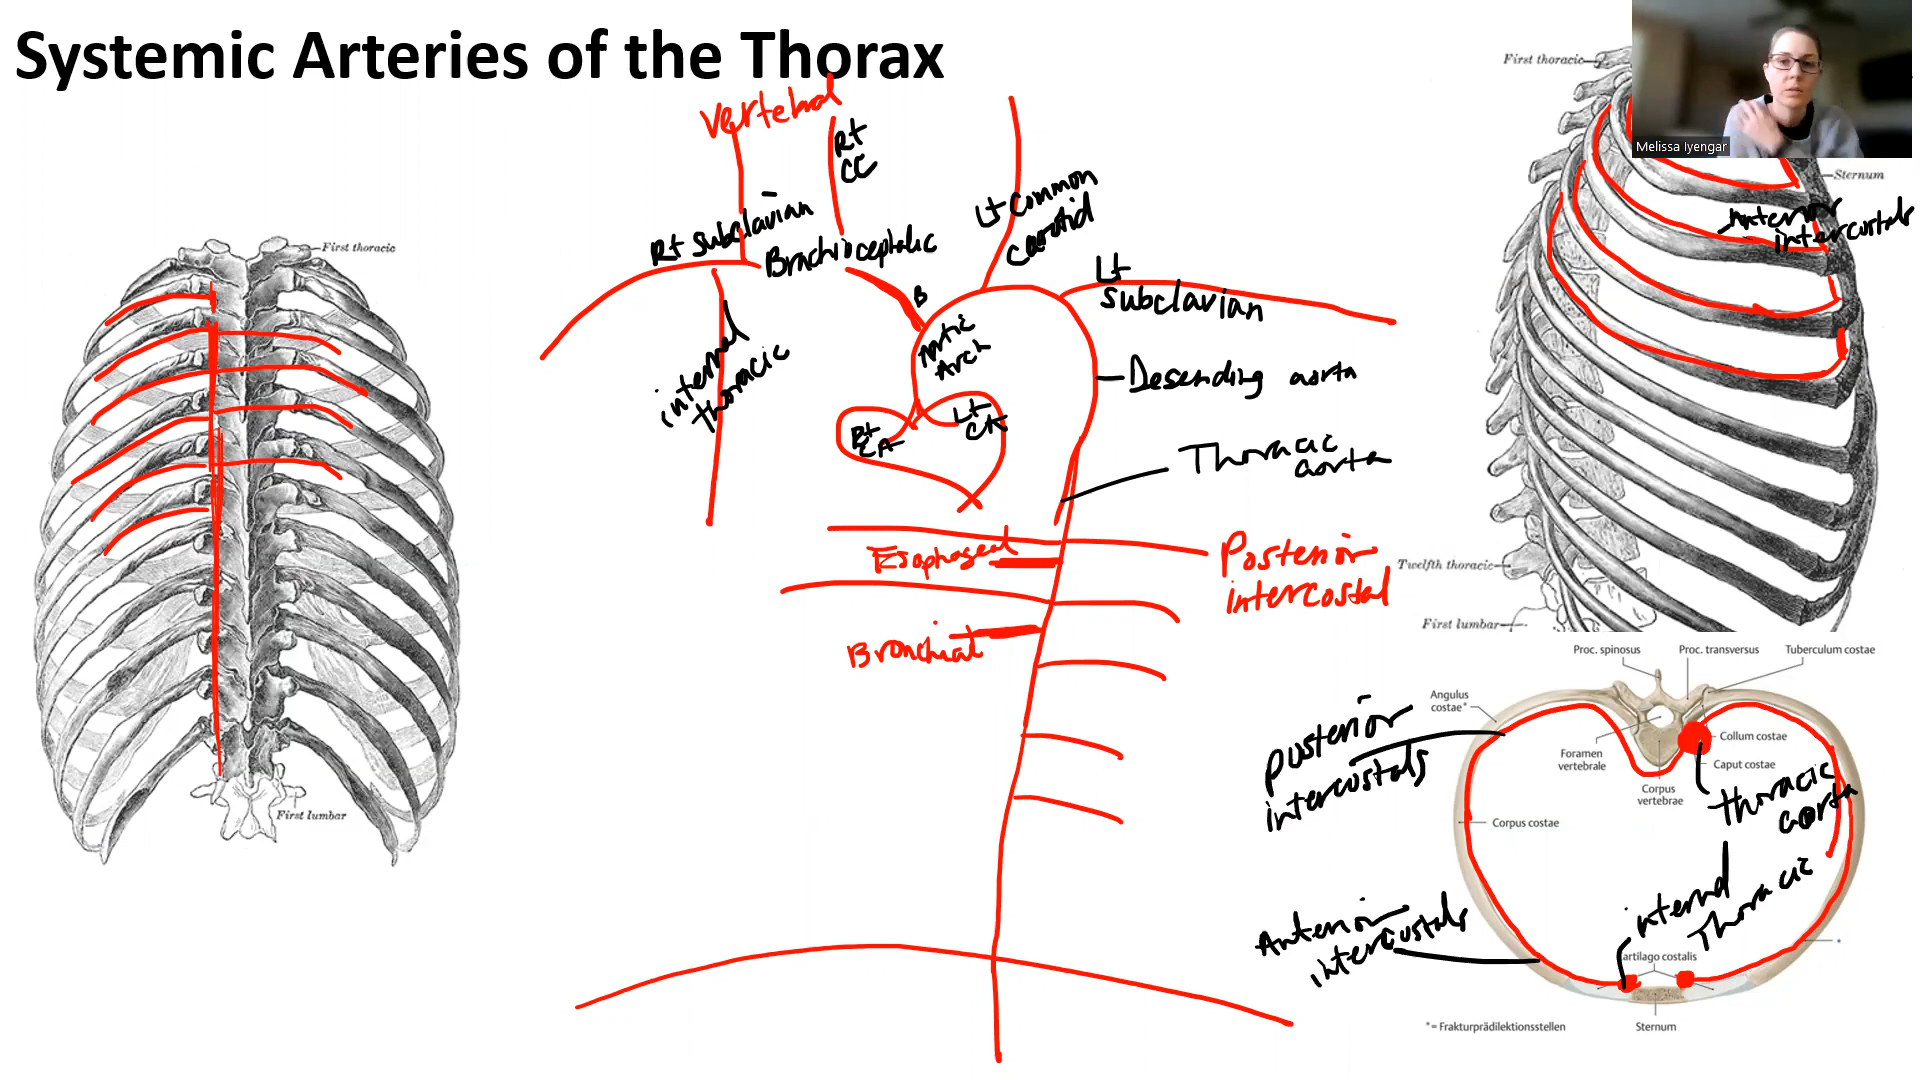 Systemic Arteries of the Thorax
Melissa Iyengar
Vertebral
Rt
CC
Rt subclavian
Brachiocephalic
Lt Common
Carotid
Lt
subclavian
B
Aortic
Arch
internal
thoracic
Rt
CA
Lt
CA
Desending aorta
Thoracic
aorta
Esophageal
Posterior
intercostal
Bronchial
First thoracic
First lumbar
First thoracic
Sternum
Anterior
intercostals
Twelfth thoracic
First lumbar
Proc. spinosus
Proc. transversus
Tuberculum costae
Angulus
costae*
Foramen
vertebrale
Collum costae
Caput costae
Corpus
vertebrae
Corpus costae
posterior
intercostals
thoracic
aorta
internal
Thoracic
Anterior
intercostals
artilago costalis
*
* = Frakturprädilektionsstellen
Sternum